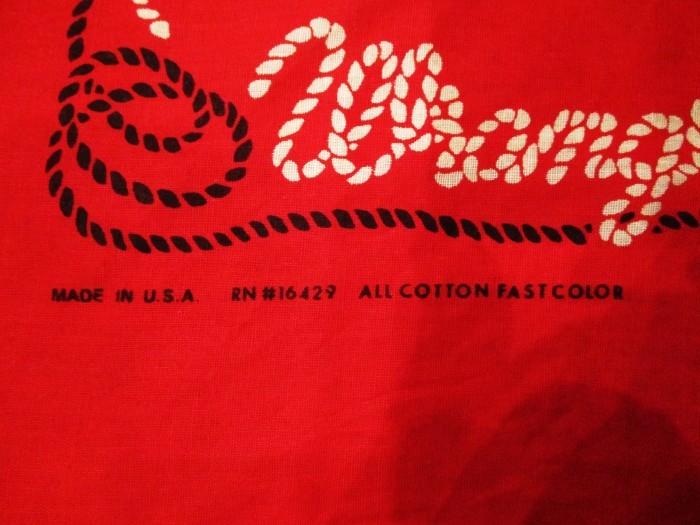 Wrang
MADE IN U.S.A. RN #16429 ALL COTTON FAST COLOR